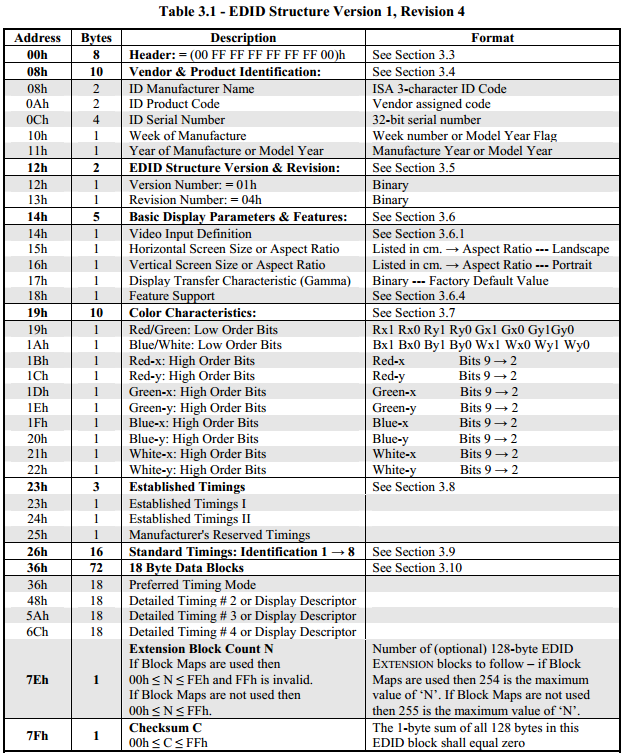 Table 3.1 - EDID Structure Version 1, Revision 4
Address Bytes Description Format
00h 8 Header: = (00 FF FF FF FF FF FF 00)h See Section 3.3
08h 10 Vendor & Product Identification: See Section 3.4
08h 2 ID Manufacturer Name ISA 3-character ID Code
0Ah 2 ID Product Code Vendor assigned code
0Ch 4 ID Serial Number 32-bit serial number
10h 1 Week of Manufacture Week number or Model Year Flag
11h 1 Year of Manufacture or Model Year Manufacture Year or Model Year
12h 2 EDID Structure Version & Revision: See Section 3.5
12h 1 Version Number: = 01h Binary
13h 1 Revision Number: = 04h Binary
14h 5 Basic Display Parameters & Features: See Section 3.6
14h 1 Video Input Definition See Section 3.6.1
15h 1 Horizontal Screen Size or Aspect Ratio Listed in cm. → Aspect Ratio --- Landscape
16h 1 Vertical Screen Size or Aspect Ratio Listed in cm. → Aspect Ratio --- Portrait
17h 1 Display Transfer Characteristic (Gamma) Binary --- Factory Default Value
18h 1 Feature Support See Section 3.6.4
19h 10 Color Characteristics: See Section 3.7
19h 1 Red/Green: Low Order Bits Rx1 Rx0 Ry1 Ry0 Gx1 Gx0 Gy1Gy0
1Ah 1 Blue/White: Low Order Bits Bx1 Bx0 By1 By0 Wx1 Wx0 Wy1 Wy0
1Bh 1 Red-x: High Order Bits Red-x Bits 9 → 2
1Ch 1 Red-y: High Order Bits Red-y Bits 9 → 2
1Dh 1 Green-x: High Order Bits Green-x Bits 9 → 2
1Eh 1 Green-y: High Order Bits Green-y Bits 9 → 2
1Fh 1 Blue-x: High Order Bits Blue-x Bits 9 → 2
20h 1 Blue-y: High Order Bits Blue-y Bits 9 → 2
21h 1 White-x: High Order Bits White-x Bits 9 → 2
22h 1 White-y: High Order Bits White-y Bits 9 → 2
23h 3 Established Timings See Section 3.8
23h 1 Established Timings I
24h 1 Established Timings II
25h 1 Manufacturer's Reserved Timings
26h 16 Standard Timings: Identification 1 → 8 See Section 3.9
36h 72 18 Byte Data Blocks See Section 3.10
36h 18 Preferred Timing Mode
48h 18 Detailed Timing # 2 or Display Descriptor
5Ah 18 Detailed Timing # 3 or Display Descriptor
6Ch 18 Detailed Timing # 4 or Display Descriptor
Extension Block Count N Number of (optional) 128-byte EDID
If Block Maps are used then EXTENSION blocks to follow – if Block
7Eh 1 00h ≤ N ≤ FEh and FFh is invalid. Maps are used then 254 is the maximum
If Block Maps are not used then value of ‘N’. If Block Maps are not used
00h ≤ N ≤ FFh. then 255 is the maximum value of ‘N’.
7Fh 1 Checksum C The 1-byte sum of all 128 bytes in this
00h ≤ C ≤ FFh EDID block shall equal zero